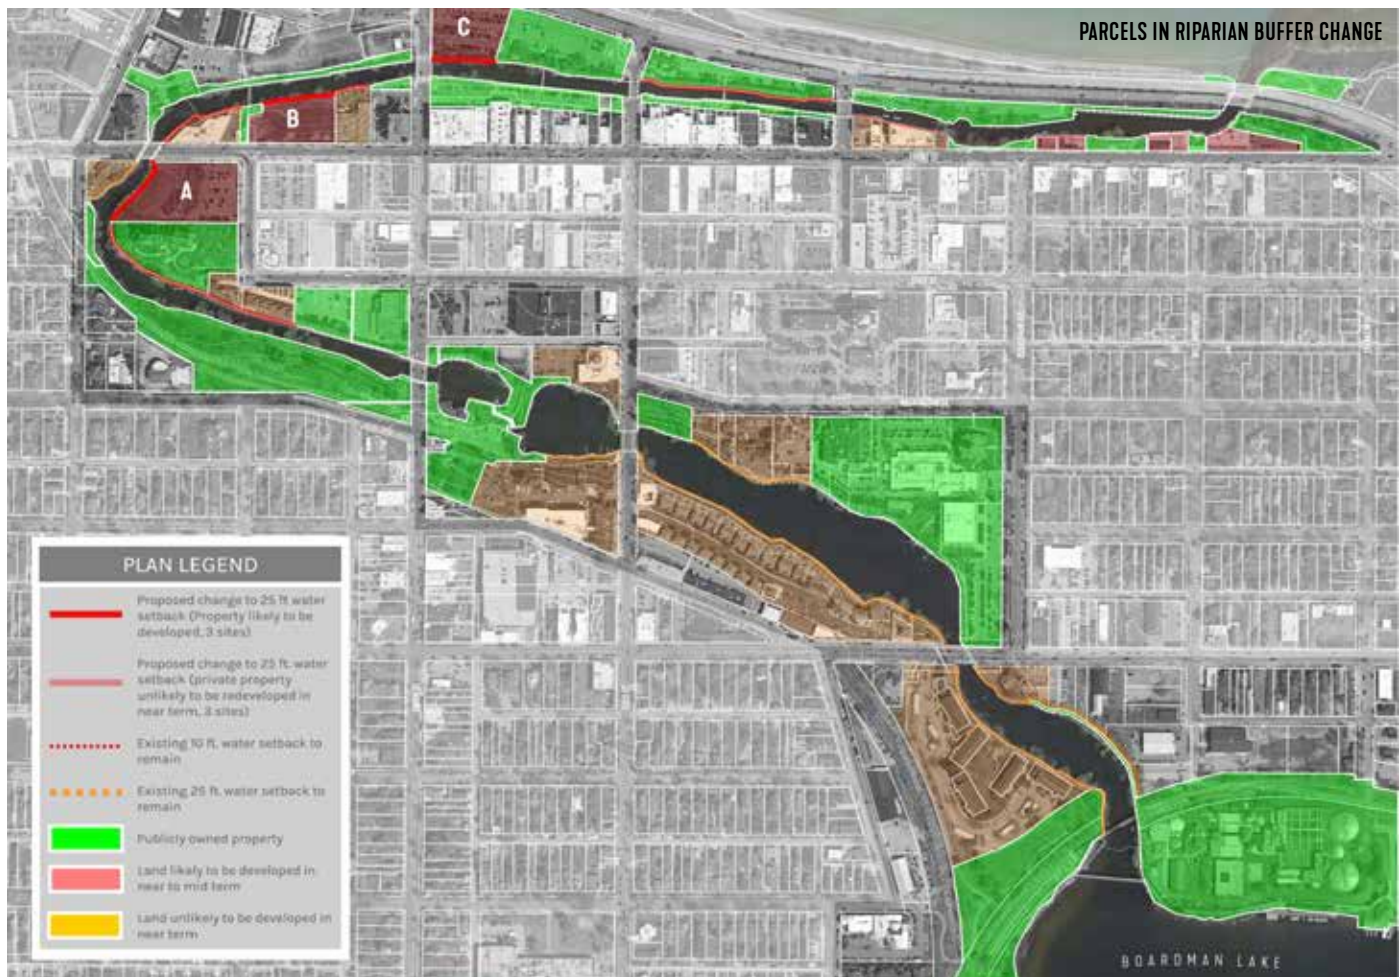 PARCELS IN RIPARIAN BUFFER CHANGE
C
B
A
PLAN LEGEND
Proposed change to 25 ft water
setback (Property likely to be
developed, 3 sites)
Proposed change to 25 ft. water
setback (private property
unlikely to be redeveloped in
near term, 3 sites)
Existing 10 ft. water setback to
remain
Existing 25 ft. water setback to
remain
Publicly owned property
Land likely to be developed in
near to mid term
Land unlikely to be developed in
near term
BOARDMAN LAKE